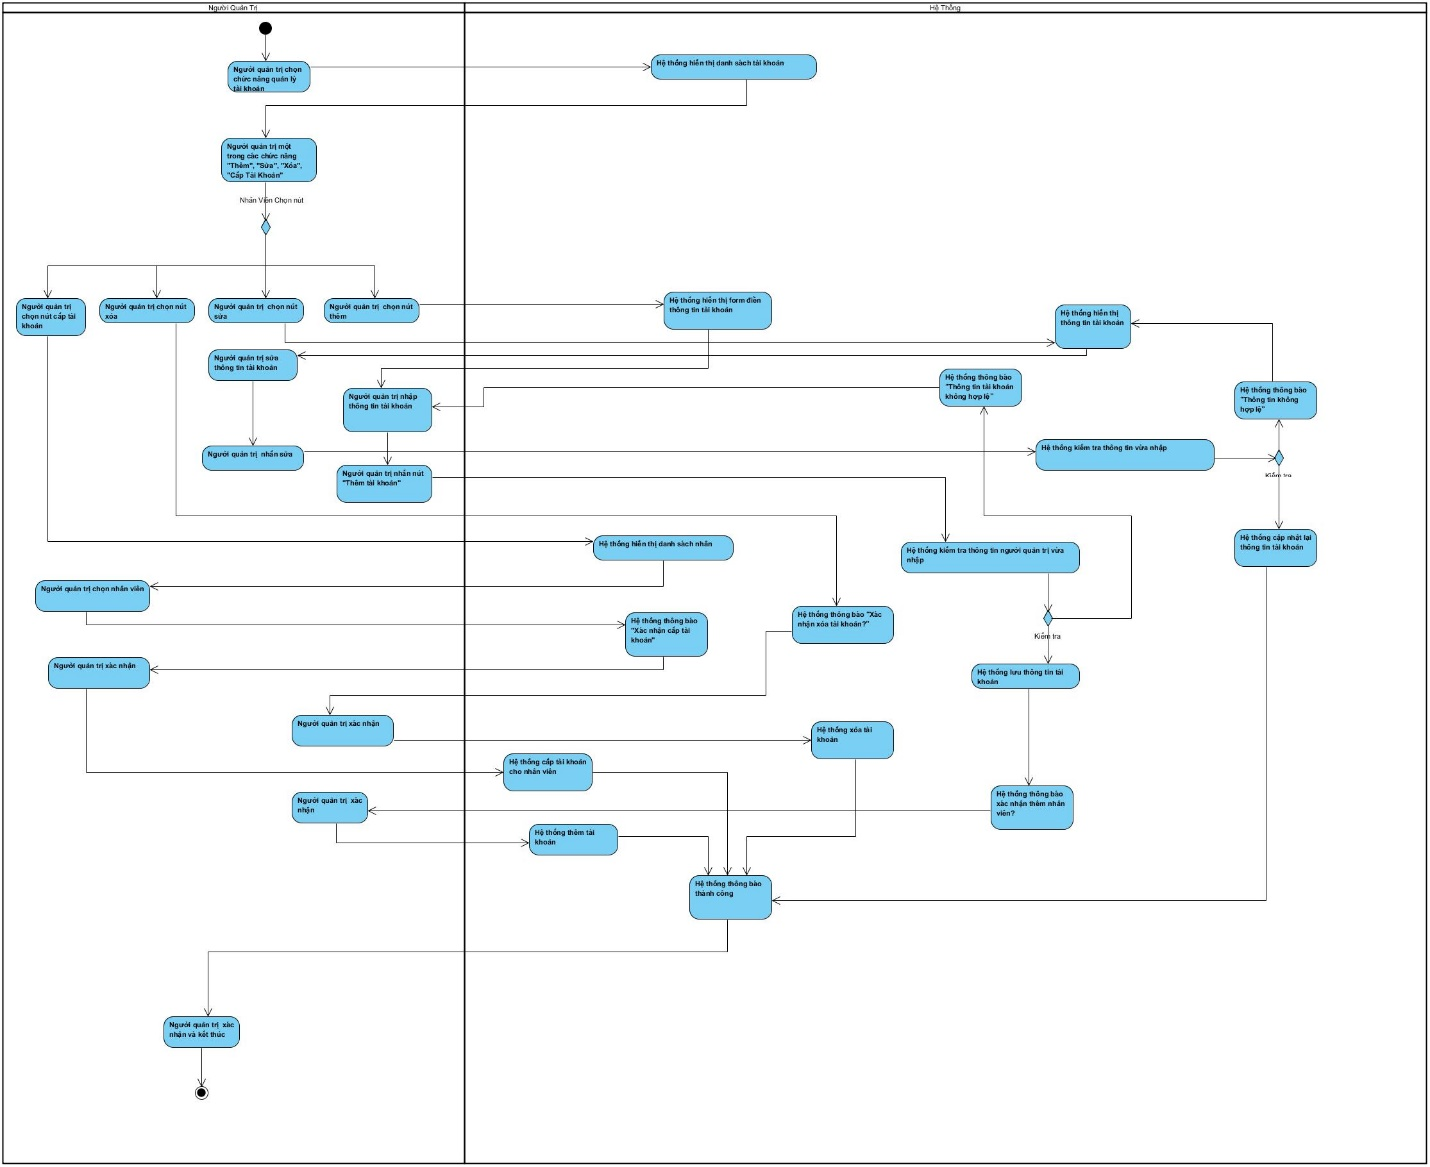 Người Quản Trị
Hệ Thống
Người quản trị chọn
chức năng quản lý
tài khoản
Hệ thống hiển thị danh sách tài khoản
Người quản trị một
trong các chức năng
"Thêm", "Sửa", "Xóa",
"Cấp Tài Khoản"
Nhân Viên Chọn nút
Người quản trị
chọn nút cấp tài
khoản
Người quản trị chọn nút
xóa
Người quản trị chọn nút
sửa
Người quản trị chọn nút
thêm
Hệ thống hiển thị form điền
thông tin tài khoản
Hệ thống hiển thị
thông tin tài khoản
Người quản trị sửa
thông tin tài khoản
Người quản trị nhập
thông tin tài khoản
Hệ thống thông báo
"Thông tin tài khoản
không hợp lệ"
Hệ thống thông báo
"Thông tin không
hợp lệ"
Người quản trị nhấn sửa
Hệ thống kiểm tra thông tin vừa nhập
Kiểm tra
Người quản trị nhấn nút
"Thêm tài khoản"
Hệ thống hiển thị danh sách nhân
Hệ thống kiểm tra thông tin người quản trị vừa
nhập
Hệ thống cập nhật lại
thông tin tài khoản
Người quản trị chọn nhân viên
Hệ thống thông báo
"Xác nhận cấp tài
khoản"
Hệ thống thông báo "Xác
nhận xóa tài khoản?"
Kiểm tra
Người quản trị xác nhận
Hệ thống lưu thông tin tài
khoản
Người quản trị xác nhận
Hệ thống xóa tài
khoản
Hệ thống cấp tài khoản
cho nhân viên
Người quản trị xác
nhận
Hệ thống thông báo
xác nhận thêm nhân
viên?
Hệ thống thêm tài
khoản
Hệ thống thông báo
thành công
Người quản trị xác
nhận và kết thúc